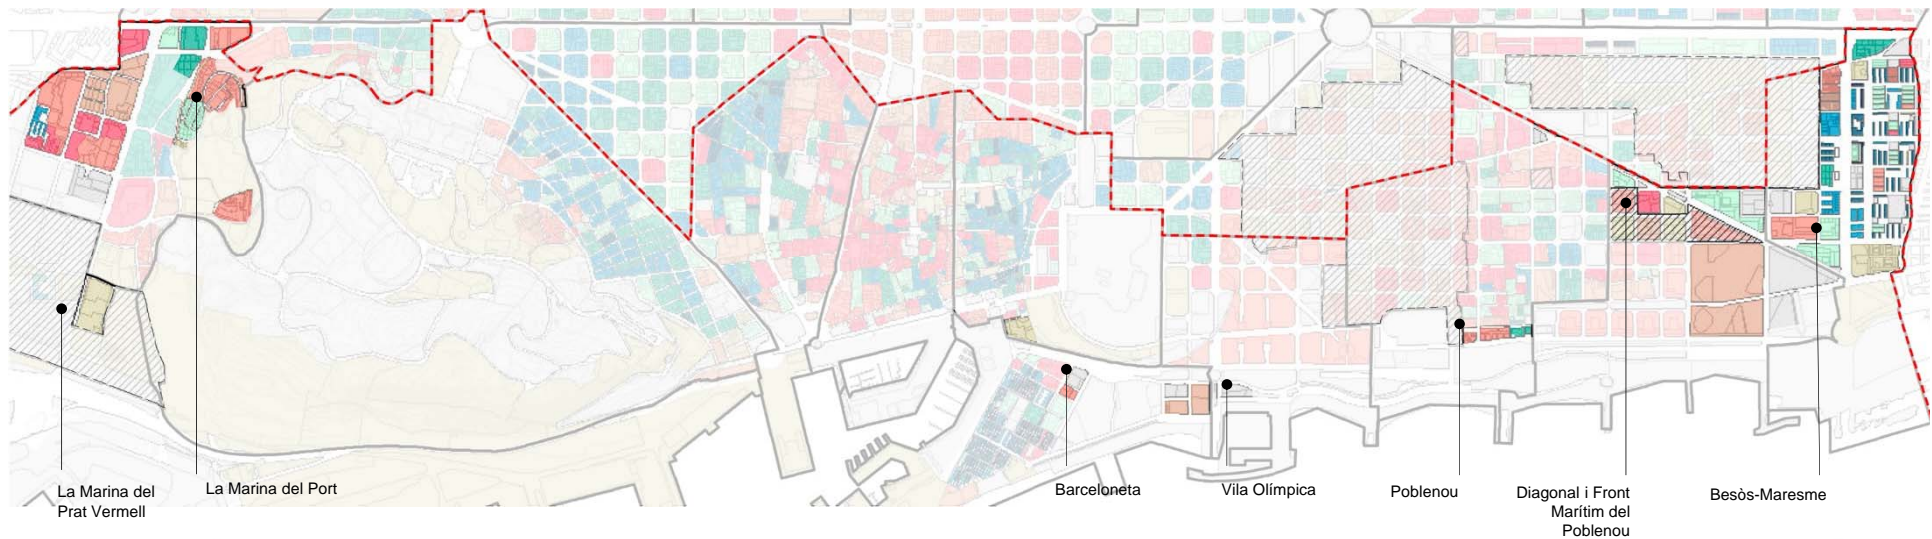 La Marina del
Prat Vermell
La Marina del Port
Barceloneta
Vila Olímpica
Poblenou
Diagonal i Front
Marítim del
Poblenou
Besòs-Maresme